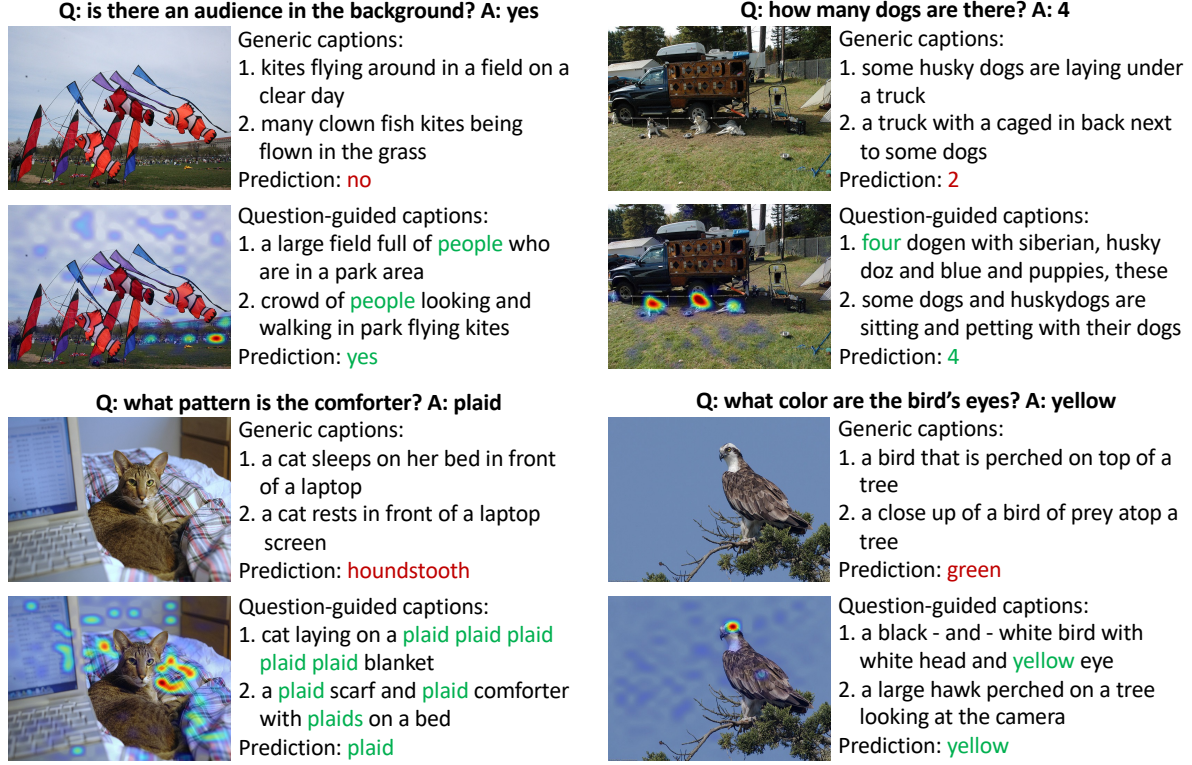 Q: is there an audience in the background? A: yes
Generic captions:
1. kites flying around in a field on a
clear day
2. many clown fish kites being
flown in the grass
Prediction: no
Question-guided captions:
1. a large field full of people who
are in a park area
2. crowd of people looking and
walking in park flying kites
Prediction: yes
Q: how many dogs are there? A: 4
Generic captions:
1. some husky dogs are laying under
a truck
2. a truck with a caged in back next
to some dogs
Prediction: 2
Question-guided captions:
1. four dogen with siberian, husky
doz and blue and puppies, these
2. some dogs and huskydogs are
sitting and petting with their dogs
Prediction: 4
Q: what pattern is the comforter? A: plaid
Generic captions:
1. a cat sleeps on her bed in front
of a laptop
2. a cat rests in front of a laptop
screen
Prediction: houndstooth
Question-guided captions:
1. cat laying on a plaid plaid plaid
plaid plaid blanket
2. a plaid scarf and plaid comforter
with plaids on a bed
Prediction: plaid
Q: what color are the bird’s eyes? A: yellow
Generic captions:
1. a bird that is perched on top of a
tree
2. a close up of a bird of prey atop a
tree
Prediction: green
Question-guided captions:
1. a black - and - white bird with
white head and yellow eye
2. a large hawk perched on a tree
looking at the camera
Prediction: yellow